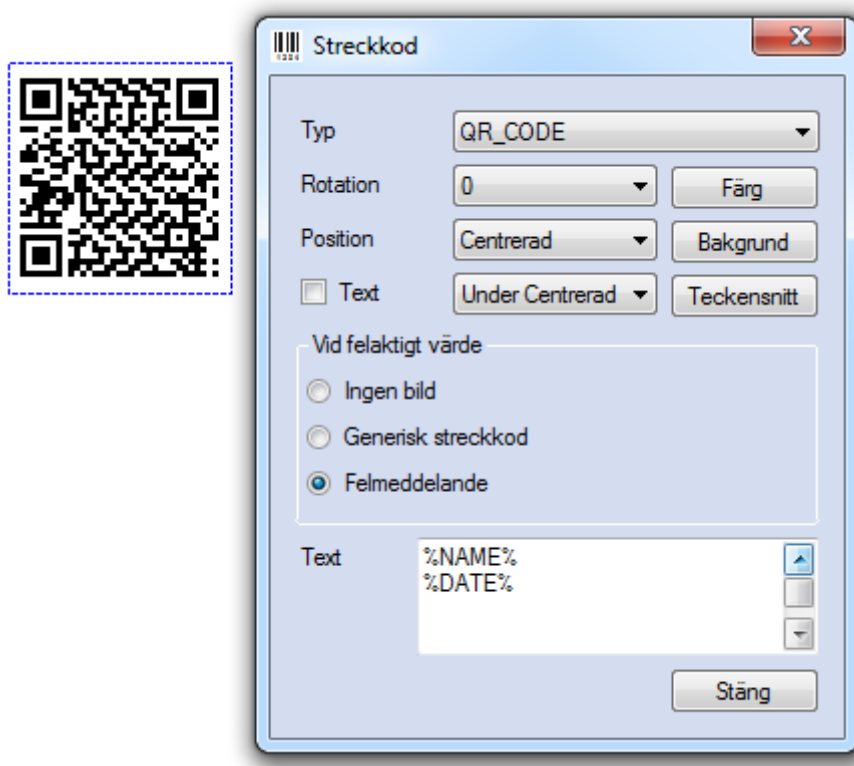 Streckkod
Typ QR_CODE
Rotation 0 Färg
Position Centrerad Bakgrund
Text Under Centrerad Teckensnitt
Vid felaktigt värde
Ingen bild
Generisk streckkod
Felmeddelande
Text %NAME%
%DATE%
Stäng